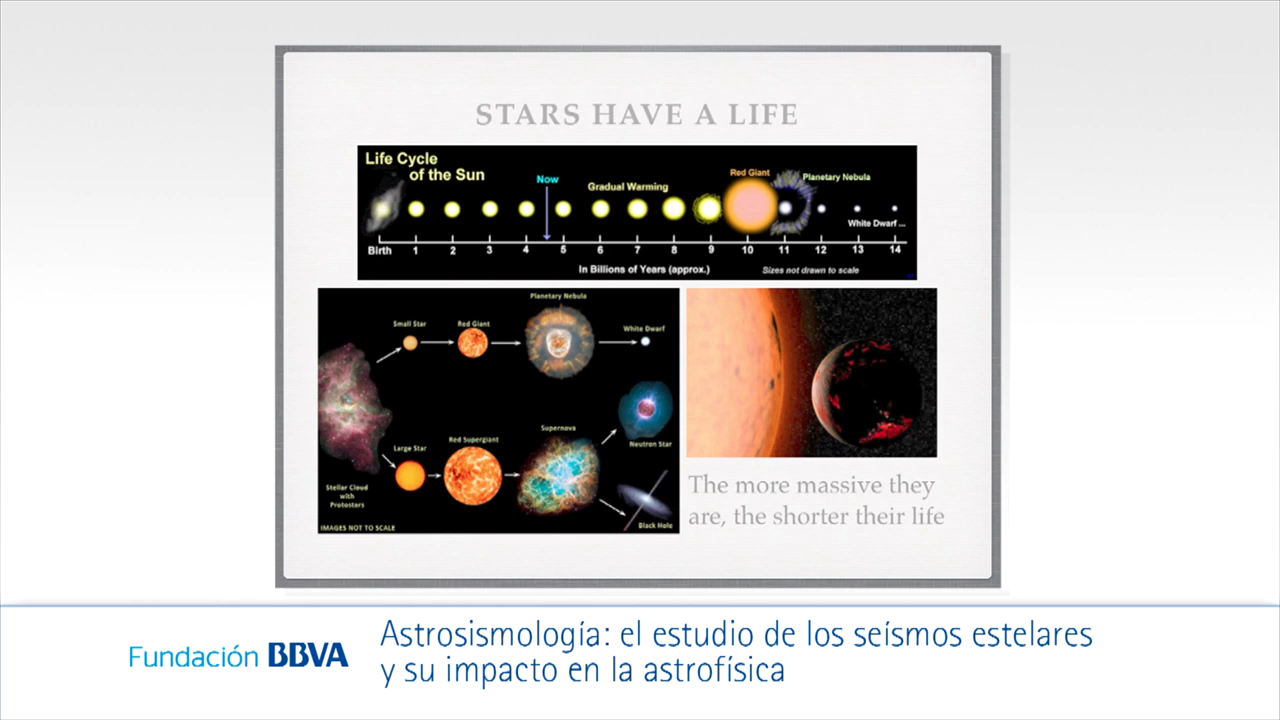 STARS HAVE A LIFE
Life Cycle
of the Sun
Now
Gradual Warming
Red Giant
Planetary Nebula
White Dwarf ...
Birth 1 2 3 4 5 6 7 8 9 10 11 12 13 14
In Billions of Years (approx.)
Sizes not drawn to scale
Planetary Nebula
Small Star
Red Giant
White Dwarf
Large Star
Red Supergiant
Supernova
Neutron Star
Stellar Cloud
with
Protostars
Black Hole
IMAGES NOT TO SCALE
The more massive they
are, the shorter their life
Fundación BBVA
Astrosismología: el estudio de los seísmos estelares
y su impacto en la astrofísica